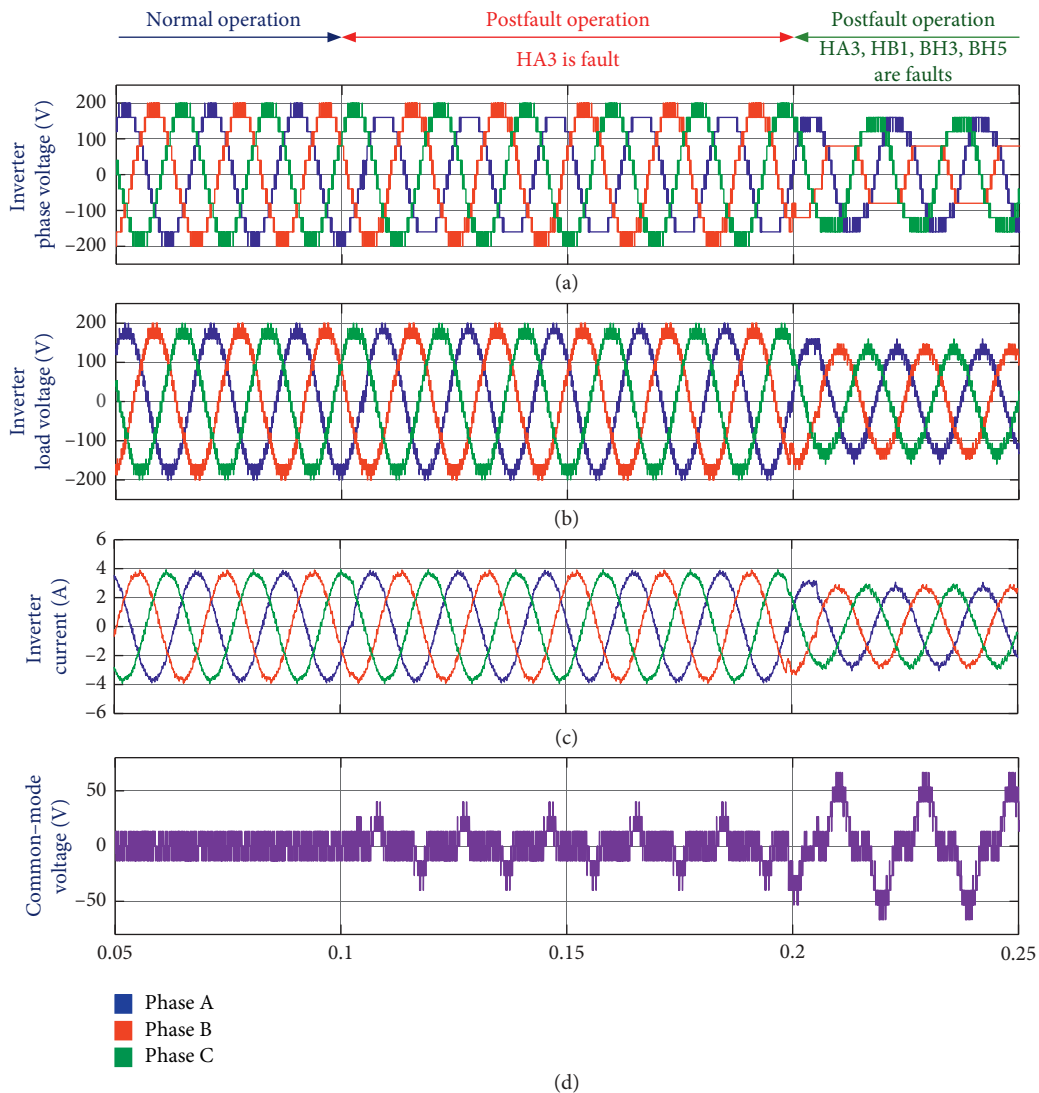 Normal operation
Postfault operation
HA3 is fault
Postfault operation
HA3, HB1, BH3, BH5
are faults
Inverter
phase voltage (V)
200
100
0
–100
–200
(a)
Inverter
load voltage (V)
200
100
0
–100
–200
(b)
Inverter
current (A)
6
4
2
0
–2
–4
–6
(c)
Common–mode
voltage (V)
50
0
–50
0.05
0.1
0.15
0.2
0.25
Phase A
Phase B
Phase C
(d)